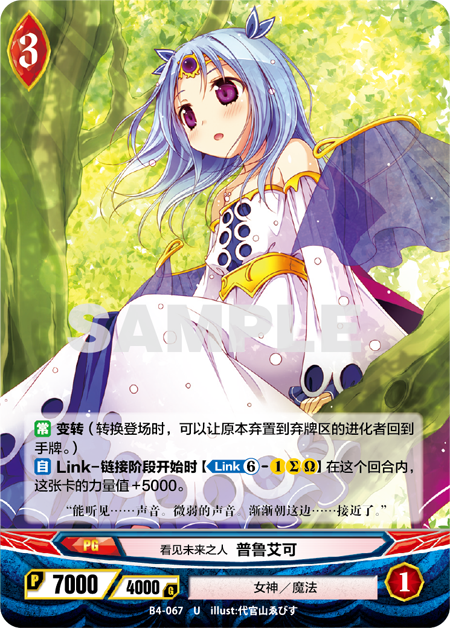 3
SAMPLE
常 变转（转换登场时，可以让原本弃置到弃牌区的进化者回到
手牌。）
自 Link-链接阶段开始时【Link 6 - 1 Σ Ω】在这个回合内，
这张卡的力量值+5000。
“能听见……声音。微弱的声音 渐渐朝这边……接近了。”
PG 看见未来之人 普鲁艾可
P 7000 / 4000 G 女神／魔法 1
B4-067 U illust:代官山ゑびす